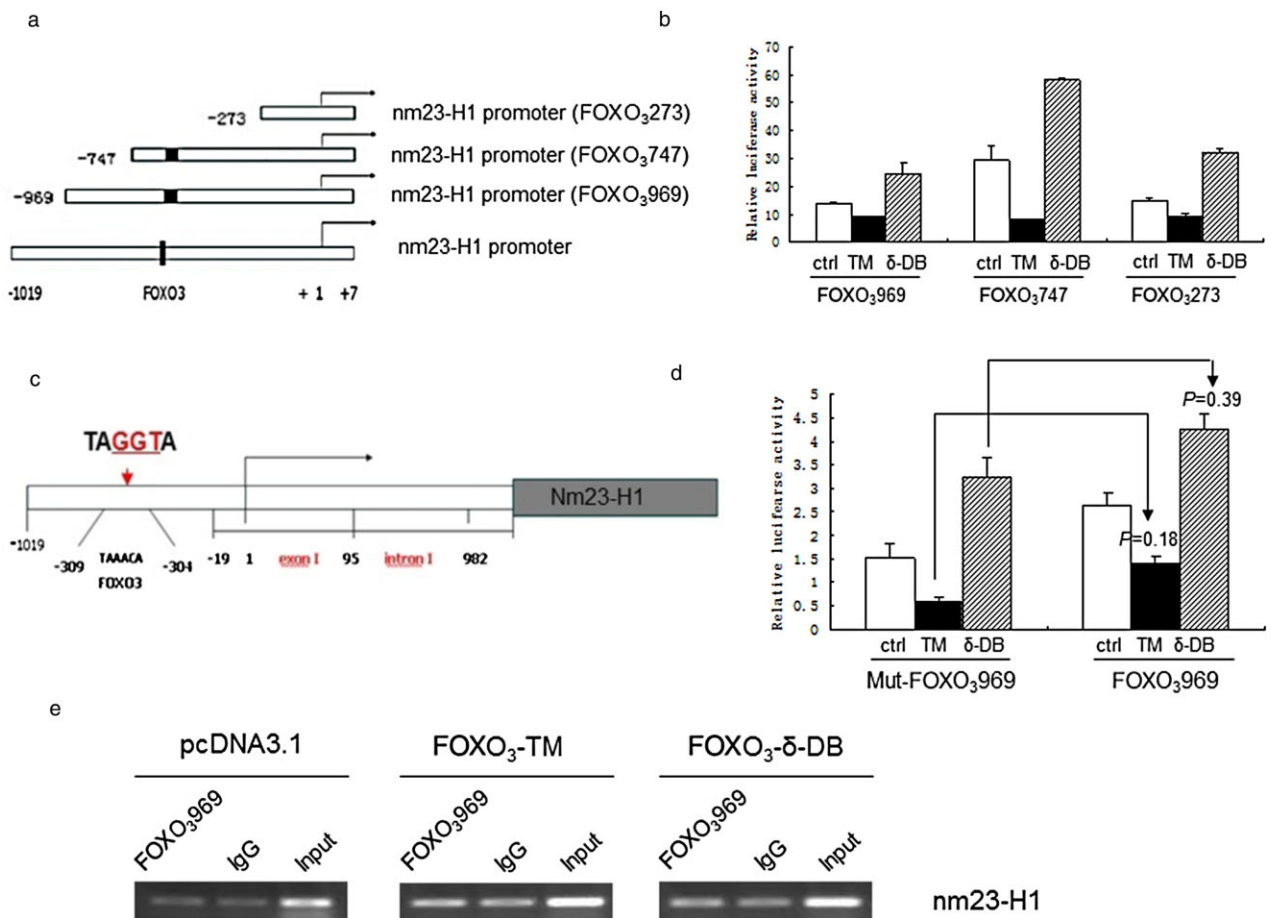 a
-273
nm23-H1 promoter (FOXO₃273)
-747
nm23-H1 promoter (FOXO₃747)
-969
nm23-H1 promoter (FOXO₃969)
nm23-H1 promoter
-1019 FOXO3 + 1 +7
b
Relative luciferase activity
70
60
50
40
30
20
10
0
ctrl TM δ-DB ctrl TM δ-DB ctrl TM δ-DB
FOXO₃969 FOXO₃747 FOXO₃273
c
TAGGTA
Nm23-H1
-1019
-309 TAAACA -304 -19 1 exon I 95 intron I 982
FOXO3
d
Relative lucifearse activity
5
4.5
4
3.5
3
2.5
2
1.5
1
0.5
0
P=0.39
P=0.18
ctrl TM δ-DB ctrl TM δ-DB
Mut-FOXO₃969 FOXO₃969
e
pcDNA3.1 FOXO₃-TM FOXO₃-δ-DB
FOXO₃969 IgG Input FOXO₃969 IgG Input FOXO₃969 IgG Input
nm23-H1